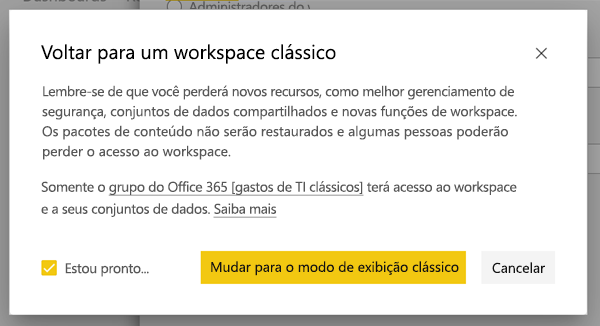 Administradores do
Voltar para um workspace clássico
Lembre-se de que você perderá novos recursos, como melhor gerenciamento de
segurança, conjuntos de dados compartilhados e novas funções de workspace.
Os pacotes de conteúdo não serão restaurados e algumas pessoas poderão
perder o acesso ao workspace.
Somente o grupo do Office 365 [gastos de TI clássicos] terá acesso ao workspace
e a seus conjuntos de dados. Saiba mais
Estou pronto...
Mudar para o modo de exibição clássico
Cancelar